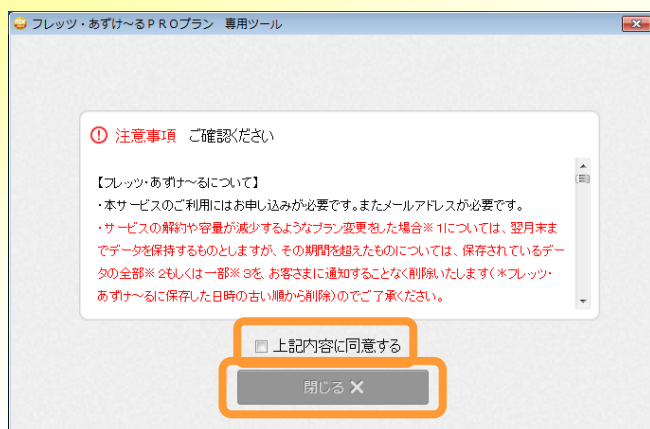 フレッツ・あずけ~るPROプラン 専用ツール
注意事項 ご確認ください
【フレッツ・あずけ~るについて】
・本サービスのご利用にはお申し込みが必要です。またメールアドレスが必要です。
・サービスの解約や容量が減少するようなプラン変更をした場合※1については、翌月末ま
でデータを保持するものとしますが、その期間を超えたものについては、保存されているデー
タの全部※2もしくは一部※3を、お客さまに通知することなく削除いたします(*フレッツ・
あずけ~るに保存した日時の古い順から削除)のでご了承ください。
上記内容に同意する
閉じる ×